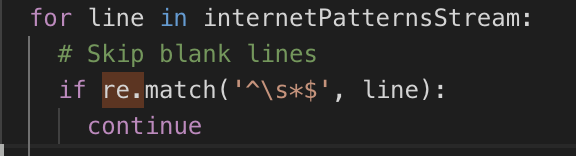 for line in internetPatternsStream:
# Skip blank lines
if re.match('^\s*$', line):
continue